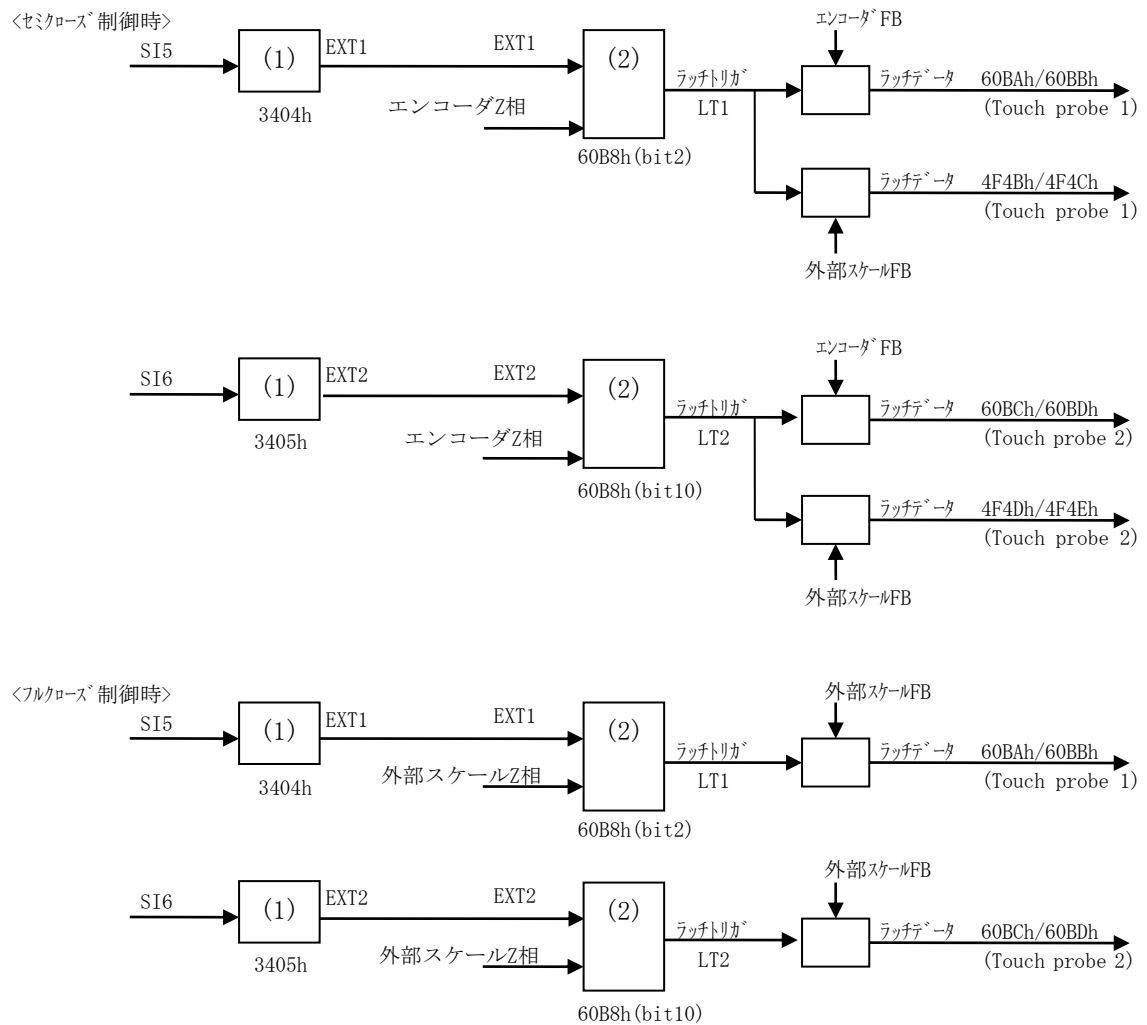 <ｾﾐｸﾛｰｽﾞ制御時>
SI5
(1)
3404h
EXT1
EXT1
エンコーダZ相
(2)
60B8h(bit2)
ﾗｯﾁﾄﾘｶﾞ
LT1
ｴﾝｺｰﾀﾞFB
ﾗｯﾁﾃﾞｰﾀ 60BAh/60BBh
(Touch probe 1)
ﾗｯﾁﾃﾞｰﾀ 4F4Bh/4F4Ch
(Touch probe 1)
外部ｽｹｰﾙFB
SI6
(1)
3405h
EXT2
EXT2
エンコーダZ相
(2)
60B8h(bit10)
ﾗｯﾁﾄﾘｶﾞ
LT2
ｴﾝｺｰﾀﾞFB
ﾗｯﾁﾃﾞｰﾀ 60BCh/60BDh
(Touch probe 2)
ﾗｯﾁﾃﾞｰﾀ 4F4Dh/4F4Eh
(Touch probe 2)
外部ｽｹｰﾙFB
<ﾌﾙｸﾛｰｽﾞ制御時>
SI5
(1)
3404h
EXT1
EXT1
外部スケールZ相
(2)
60B8h(bit2)
ﾗｯﾁﾄﾘｶﾞ
LT1
外部ｽｹｰﾙFB
ﾗｯﾁﾃﾞｰﾀ 60BAh/60BBh
(Touch probe 1)
SI6
(1)
3405h
EXT2
EXT2
外部スケールZ相
(2)
60B8h(bit10)
ﾗｯﾁﾄﾘｶﾞ
LT2
外部ｽｹｰﾙFB
ﾗｯﾁﾃﾞｰﾀ 60BCh/60BDh
(Touch probe 2)